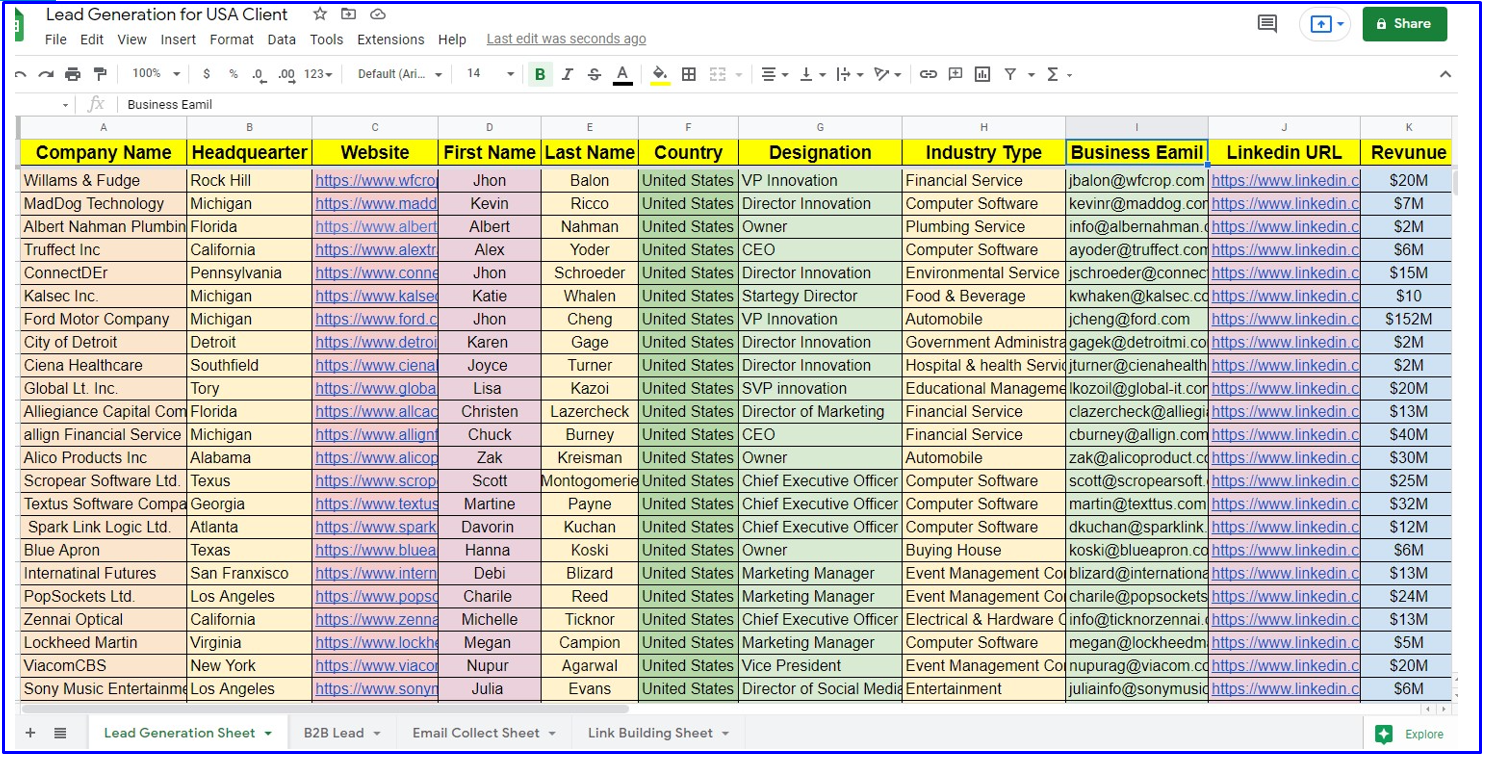 Lead Generation for USA Client
File Edit View Insert Format Data Tools Extensions Help Last edit was seconds ago
Share
100% $ % .0 .00 123 Default (Ari... 14 B I S A Σ
fx Business Eamil
A B C D E F G H I J K
Company Name Headquearter Website First Name Last Name Country Designation Industry Type Business Eamil Linkedin URL Revunue
Willams & Fudge Rock Hill https://www.wfcrop Jhon Balon United States VP Innovation Financial Service jbalon@wfcrop.com https://www.linkedin.c $20M
MadDog Technology Michigan https://www.madd Kevin Ricco United States Director Innovation Computer Software kevinr@maddog.com https://www.linkedin.c $7M
Albert Nahman Plumbin Florida https://www.albert Albert Nahman United States Owner Plumbing Service info@albernahman.c https://www.linkedin.c $2M
Truffect Inc California https://www.alextr Alex Yoder United States CEO Computer Software ayoder@truffect.com https://www.linkedin.c $6M
ConnectDEr Pennsylvania https://www.conne Jhon Schroeder United States Director Innovation Environmental Service jschroeder@connect https://www.linkedin.c $15M
Kalsec Inc. Michigan https://www.kalsec Katie Whalen United States Startegy Director Food & Beverage kwhaken@kalsec.co https://www.linkedin.c $10
Ford Motor Company Michigan https://www.ford.c Jhon Cheng United States VP Innovation Automobile jcheng@ford.com https://www.linkedin.c $152M
City of Detroit Detroit https://www.detroi Karen Gage United States Director Innovation Government Administra gagek@detroitmi.co https://www.linkedin.c $2M
Ciena Healthcare Southfield https://www.cienal Joyce Turner United States Director Innovation Hospital & health Servic jturner@cienahealth https://www.linkedin.c $2M
Global Lt. Inc. Tory https://www.globa Lisa Kazoi United States SVP innovation Educational Manageme lkozoil@global-it.com https://www.linkedin.c $20M
Alliegiance Capital Com Florida https://www.allcac Christen Lazercheck United States Director of Marketing Financial Service clazercheck@alliegi https://www.linkedin.c $13M
allign Financial Service Michigan https://www.allignf Chuck Burney United States CEO Financial Service cburney@allign.com https://www.linkedin.c $40M
Alico Products Inc Alabama https://www.alicop Zak Kreisman United States Owner Automobile zak@alicoproduct.cc https://www.linkedin.c $30M
Scropear Software Ltd. Texus https://www.scrop Scott Montogomerie United States Chief Executive Officer Computer Software scott@scropearsoft. https://www.linkedin.c $25M
Textus Software Compa Georgia https://www.textus Martine Payne United States Chief Executive Officer Computer Software martin@texttus.com https://www.linkedin.c $32M
Spark Link Logic Ltd. Atlanta https://www.spark Davorin Kuchan United States Chief Executive Officer Computer Software dkuchan@sparklink. https://www.linkedin.c $12M
Blue Apron Texas https://www.bluea Hanna Koski United States Owner Buying House koski@blueapron.co https://www.linkedin.c $6M
Internatinal Futures San Franxisco https://www.intern Debi Blizard United States Marketing Manager Event Management Co blizard@internationa https://www.linkedin.c $13M
PopSockets Ltd. Los Angeles https://www.popsc Charile Reed United States Marketing Manager Event Management Co charile@popsockets https://www.linkedin.c $24M
Zennai Optical California https://www.zenna Michelle Ticknor United States Chief Executive Officer Electrical & Hardware C info@ticknorzennai.c https://www.linkedin.c $13M
Lockheed Martin Virginia https://www.lockhe Megan Campion United States Marketing Manager Computer Software megan@lockheedm https://www.linkedin.c $5M
ViacomCBS New York https://www.viacor Nupur Agarwal United States Vice President Event Management Co nupurag@viacom.cc https://www.linkedin.c $20M
Sony Music Entertainme Los Angeles https://www.sonyn Julia Evans United States Director of Social Media Entertainment juliainfo@sonymusic https://www.linkedin.c $6M
Lead Generation Sheet B2B Lead Email Collect Sheet Link Building Sheet Explore